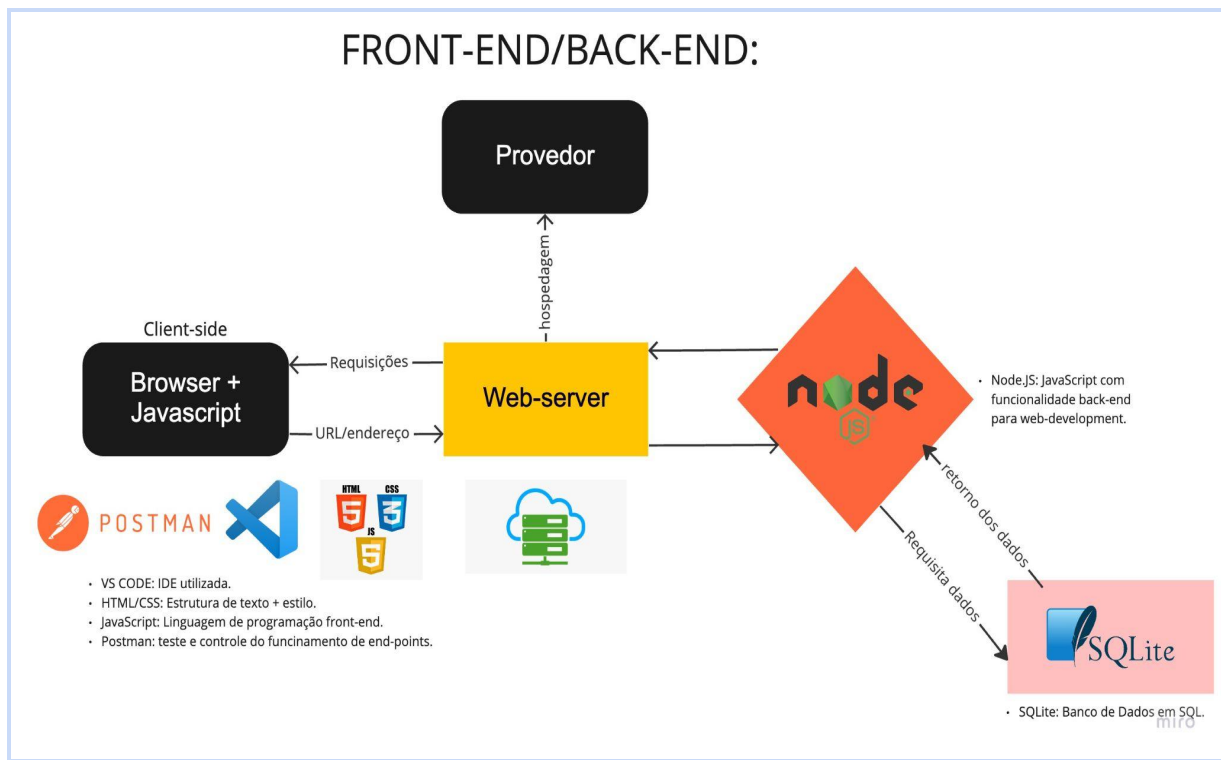 FRONT-END/BACK-END:
Provedor
hospedagem
Client-side
Browser +
Javascript
Requisições
URL/endereço
Web-server
node
JS
• Node.JS: JavaScript com
funcionalidade back-end
para web-development.
retorno dos dados
Requisita dados
POSTMAN
HTML
CSS
5
3
JS
5
• VS CODE: IDE utilizada.
• HTML/CSS: Estrutura de texto + estilo.
• JavaScript: Linguagem de programação front-end.
• Postman: teste e controle do funcinamento de end-points.
SQLite
• SQLite: Banco de Dados em SQL.
miro